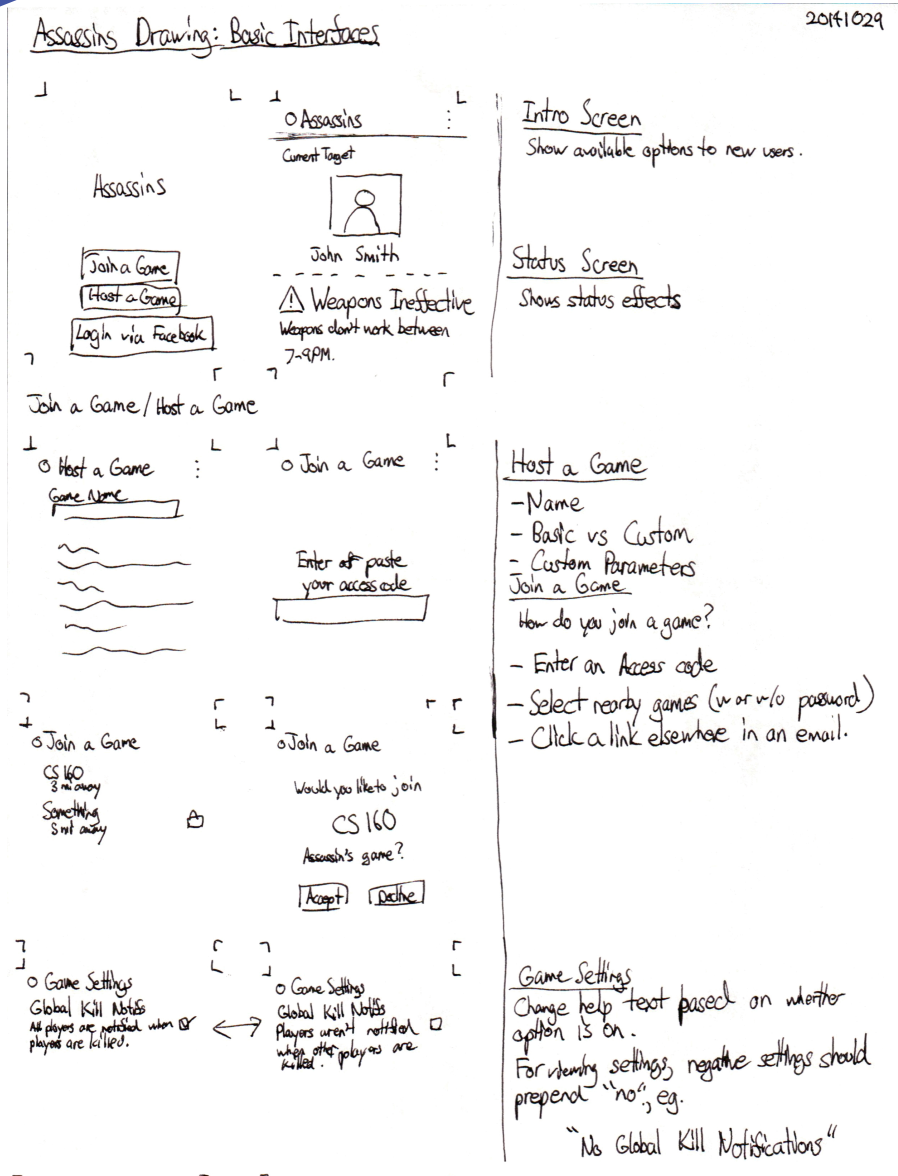 20141029
Assassins Drawing: Basic Interfaces
Assassins
Join a Game
Host a Game
Login via Facebook
Assassins
Current Target
John Smith
Weapons Ineffective
Weapons don't work between
7-9PM.
Intro Screen
Show available options to new users.
Status Screen
Shows status effects
Join a Game/Host a Game
Host a Game
Game Name
Join a Game
Enter or paste
your access code
Host a Game
-Name
- Basic vs Custom
- Custom Parameters
Join a Game
How do you join a game?
- Enter an Access code
- Select nearby games (w or w/o password)
- Click a link elsewhere in an email.
Join a Game
CS 160
3 mi away
Something
5 mi away
Join a Game
Would you like to join
CS 160
Assassin's game?
Accept
Decline
Game Settings
Global Kill Notifs
All players are notified when
players are killed.
Game Settings
Global Kill Notifs
Players aren't notified
when other players are
killed.
Game Settings
Change help text based on whether
option is on.
For viewing settings, negative settings should
prepend "no", eg.
"No Global Kill Notifications"